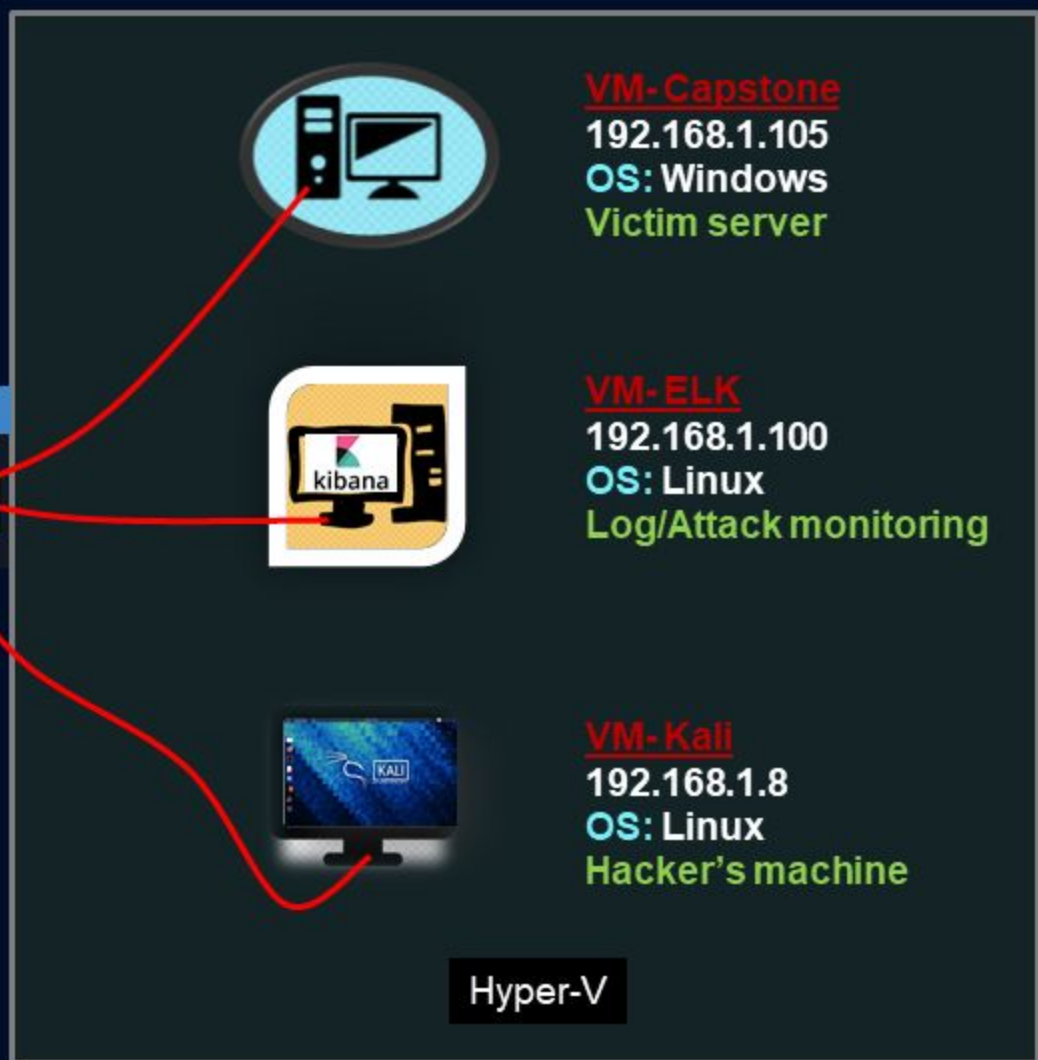 VM-Capstone
192.168.1.105
OS: Windows
Victim server
kibana
VM-ELK
192.168.1.100
OS: Linux
Log/Attack monitoring
KALI
VM-Kali
192.168.1.8
OS: Linux
Hacker’s machine
Hyper-V